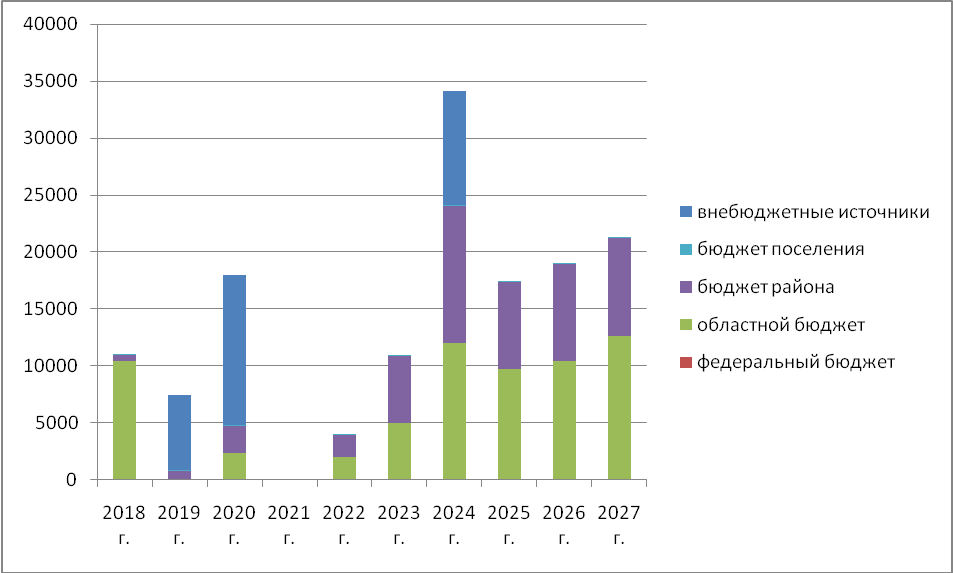 40000
35000
30000
25000
20000
15000
10000
5000
0
2018 г.
2019 г.
2020 г.
2021 г.
2022 г.
2023 г.
2024 г.
2025 г.
2026 г.
2027 г.
внебюджетные источники
бюджет поселения
бюджет района
областной бюджет
федеральный бюджет